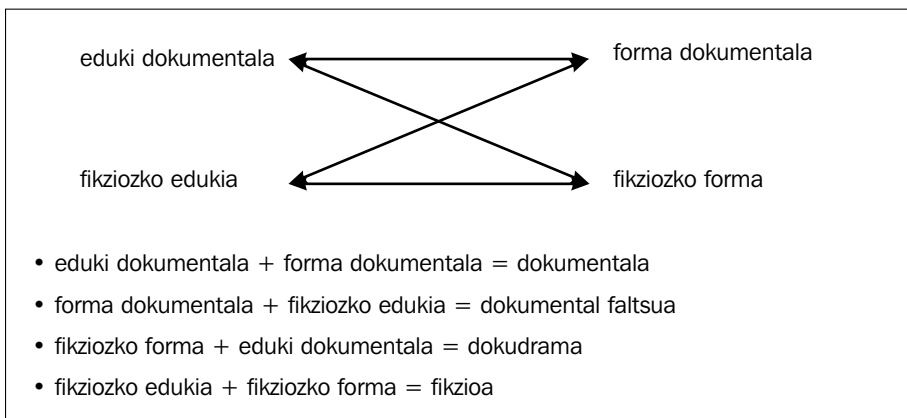 eduki dokumentala forma dokumentala
fikziozko edukia fikziozko forma
• eduki dokumentala + forma dokumentala = dokumentala
• forma dokumentala + fikziozko edukia = dokumental faltsua
• fikziozko forma + eduki dokumentala = dokudrama
• fikziozko edukia + fikziozko forma = fikzioa